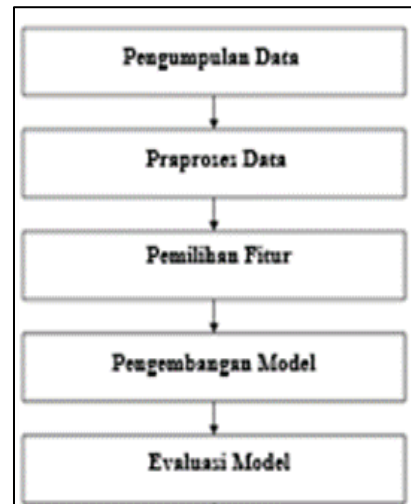 Pengumpulan Data
Praproses Data
Pemilihan Fitur
Pengembangan Model
Evaluasi Model